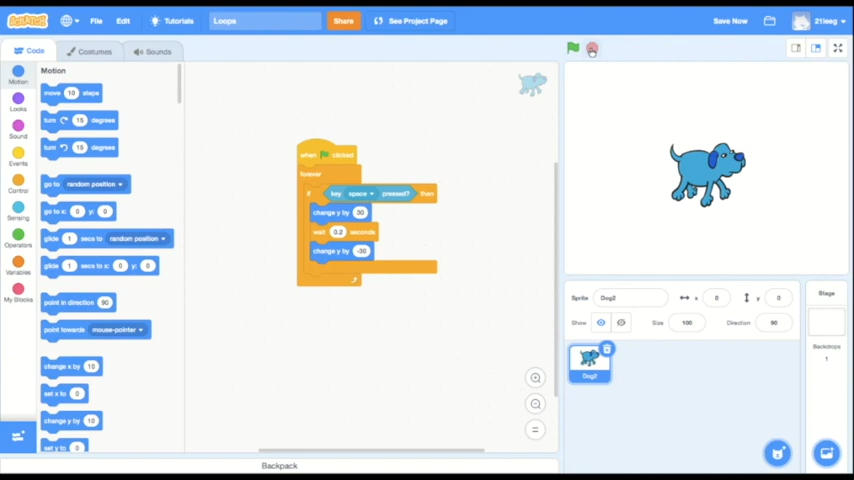 SCRATCH File Edit Tutorials Loops Share See Project Page Save Now 21leeg
Code Costumes Sounds
Motion
Looks
Sound
Events
Control
Sensing
Operators
Variables
My Blocks
Motion
move 10 steps
turn 15 degrees
turn 15 degrees
go to random position
go to x: 0 y: 0
glide 1 secs to random position
glide 1 secs to x: 0 y: 0
point in direction 90
point towards mouse-pointer
change x by 10
set x to 0
change y by 10
set y to 0
when clicked
forever
if key space pressed? then
change y by 30
wait 0.2 seconds
change y by -30
Sprite Dog2 x 0 y 0
Show Size 100 Direction 90
Dog2
Stage
Backdrops
1
Backpack